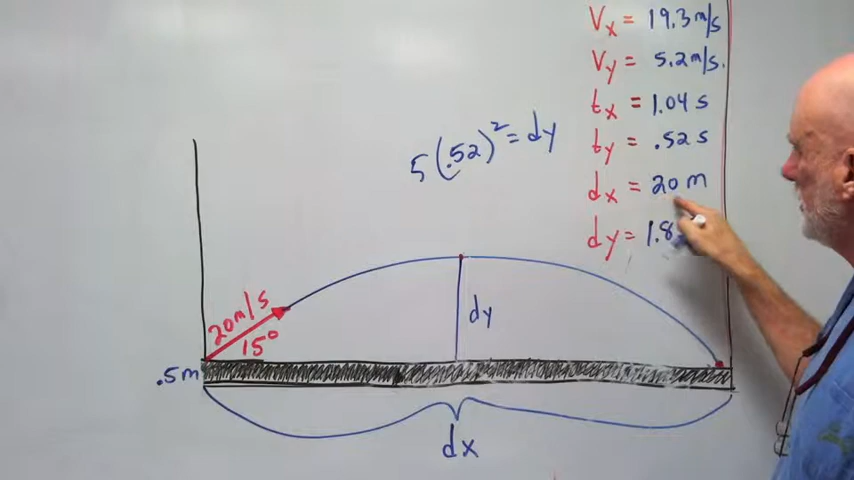 Vx = 19.3 m/s
Vy = 5.2 m/s.
tx = 1.04 s
ty = .52 s
dx = 20 m
dy = 1.8
5(.52)² = dy
20 m/s
15°
dy
.5m
dx